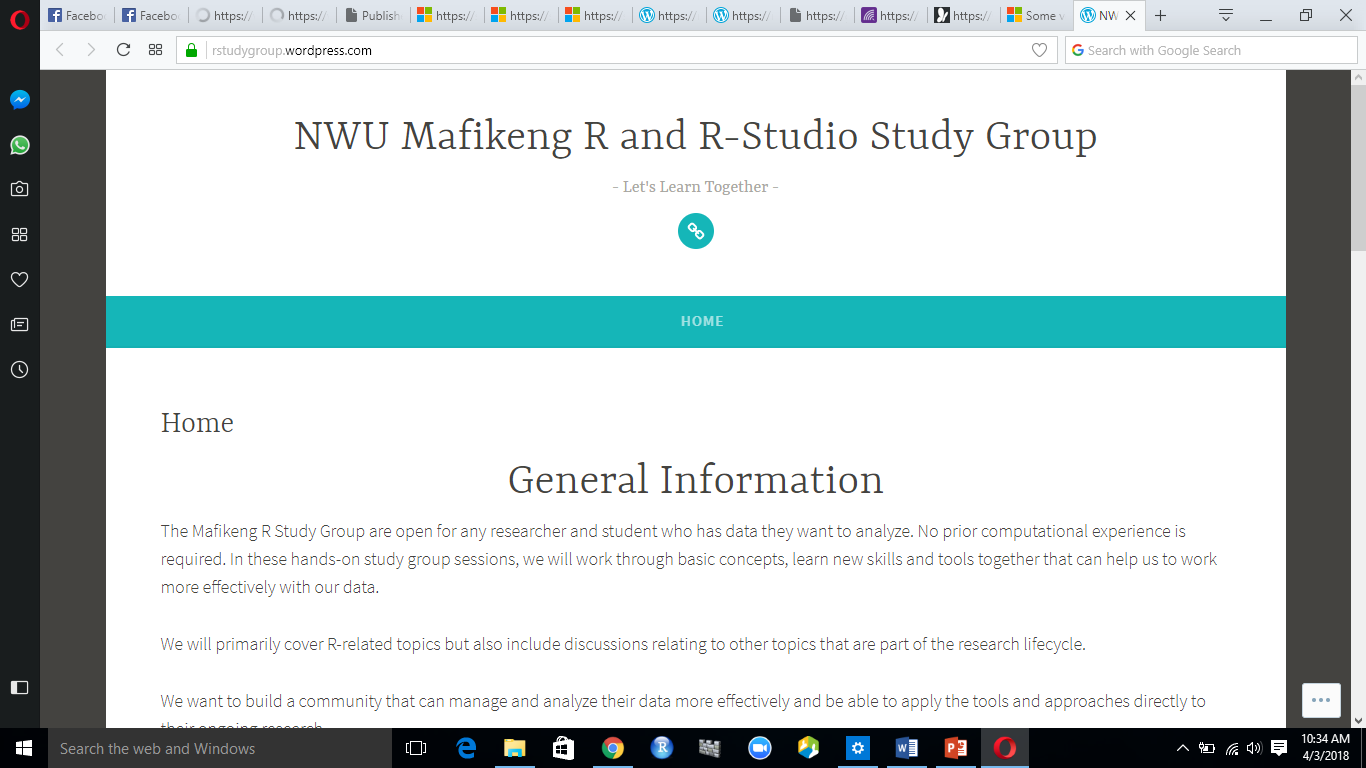 Facebo
Facebo
https:/
https:/
Publish
https:/
https:/
https:/
https:/
https:/
https:/
https:/
https:/
Some v
NW
rstudygroup.wordpress.com
Search with Google Search
NWU Mafikeng R and R-Studio Study Group
- Let's Learn Together -
HOME
Home
General Information
The Mafikeng R Study Group are open for any researcher and student who has data they want to analyze. No prior computational experience is
required. In these hands-on study group sessions, we will work through basic concepts, learn new skills and tools together that can help us to work
more effectively with our data.
We will primarily cover R-related topics but also include discussions relating to other topics that are part of the research lifecycle.
We want to build a community that can manage and analyze their data more effectively and be able to apply the tools and approaches directly to
their ongoing research
Search the web and Windows
10:34 AM
4/3/2018